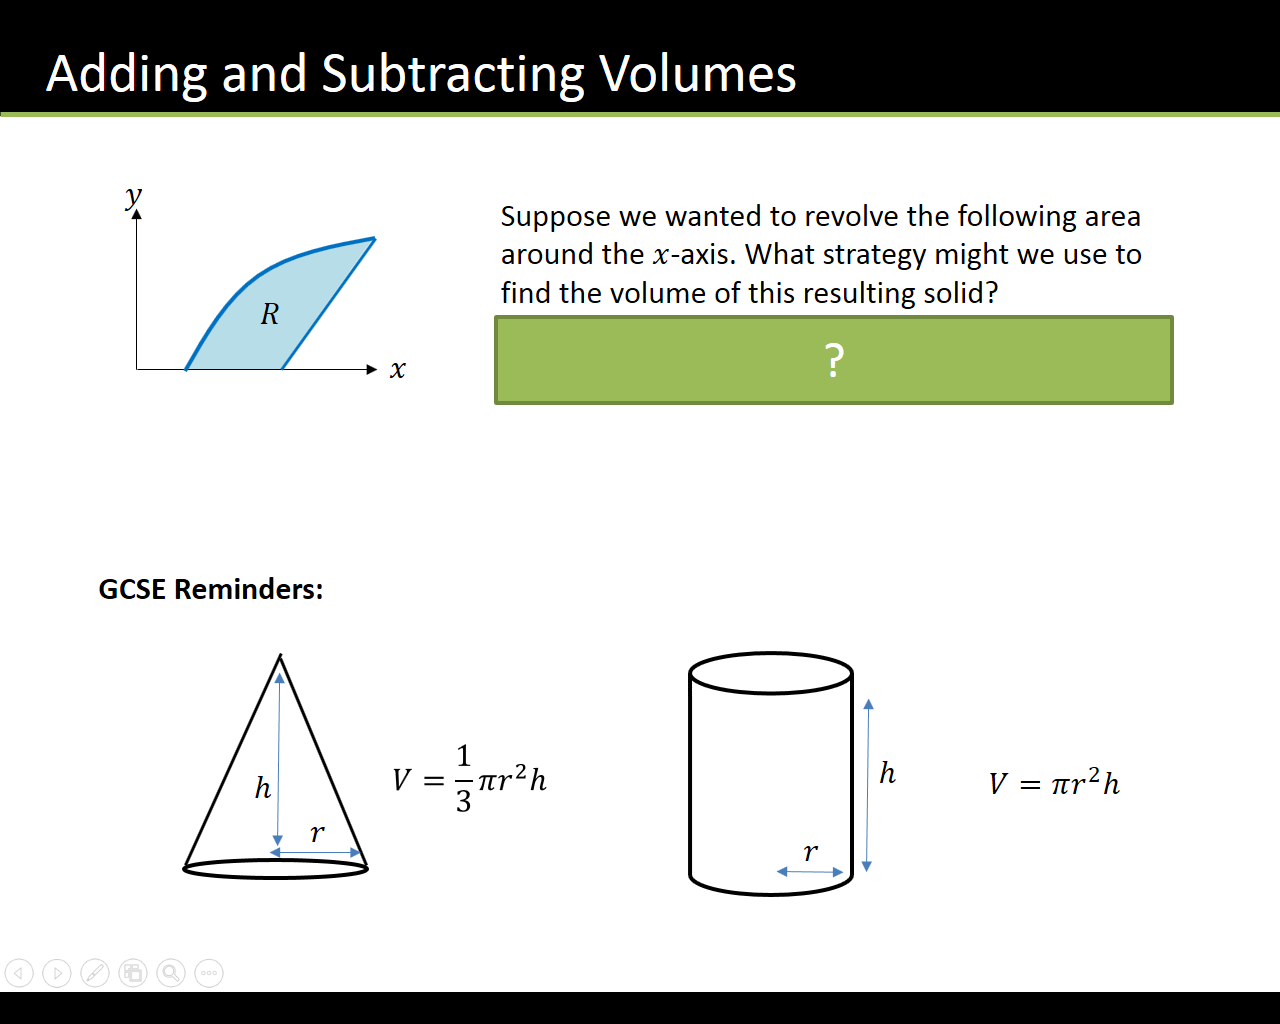 Adding and Subtracting Volumes
y
R
x
Suppose we wanted to revolve the following area
around the x-axis. What strategy might we use to
find the volume of this resulting solid?
?
GCSE Reminders:
h
r
V = 1/3 πr²h
h
r
V = πr²h